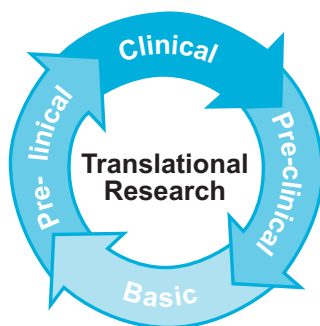 Clinical
Pre-clinical
Basic
Pre- linical
Translational
Research